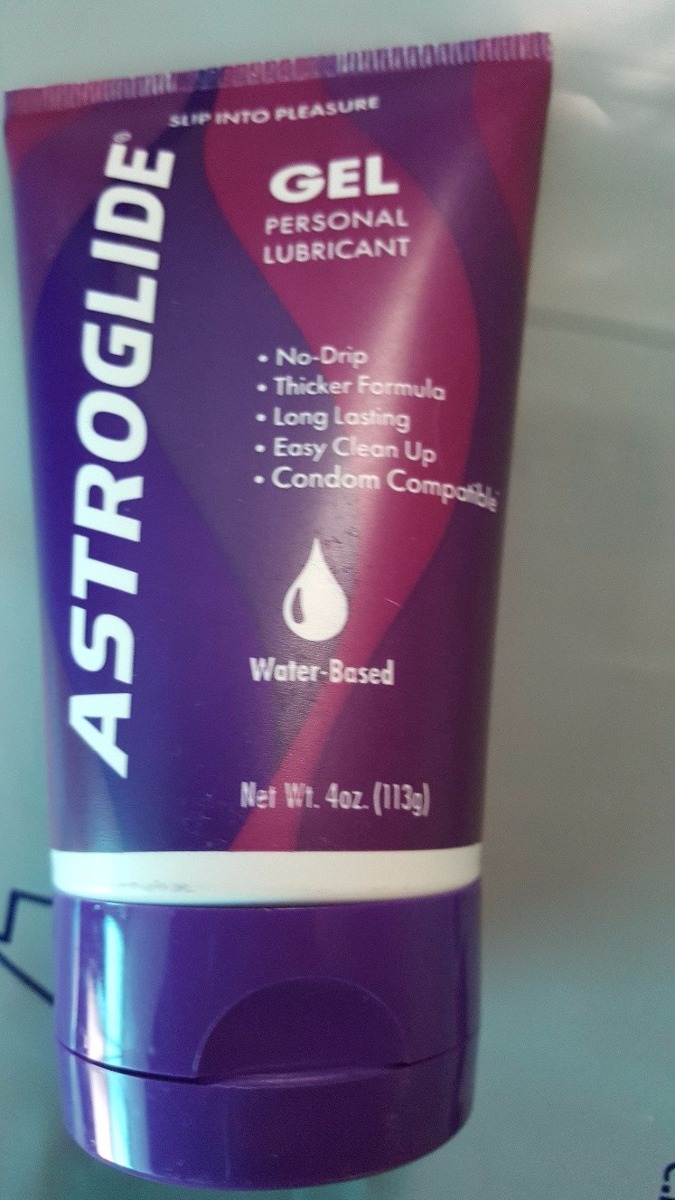 SLIP INTO PLEASURE
ASTROGLIDE®
GEL
PERSONAL
LUBRICANT
• No-Drip
• Thicker Formula
• Long Lasting
• Easy Clean Up
• Condom Compatible
Water-Based
Net Wt. 4oz. (113g)